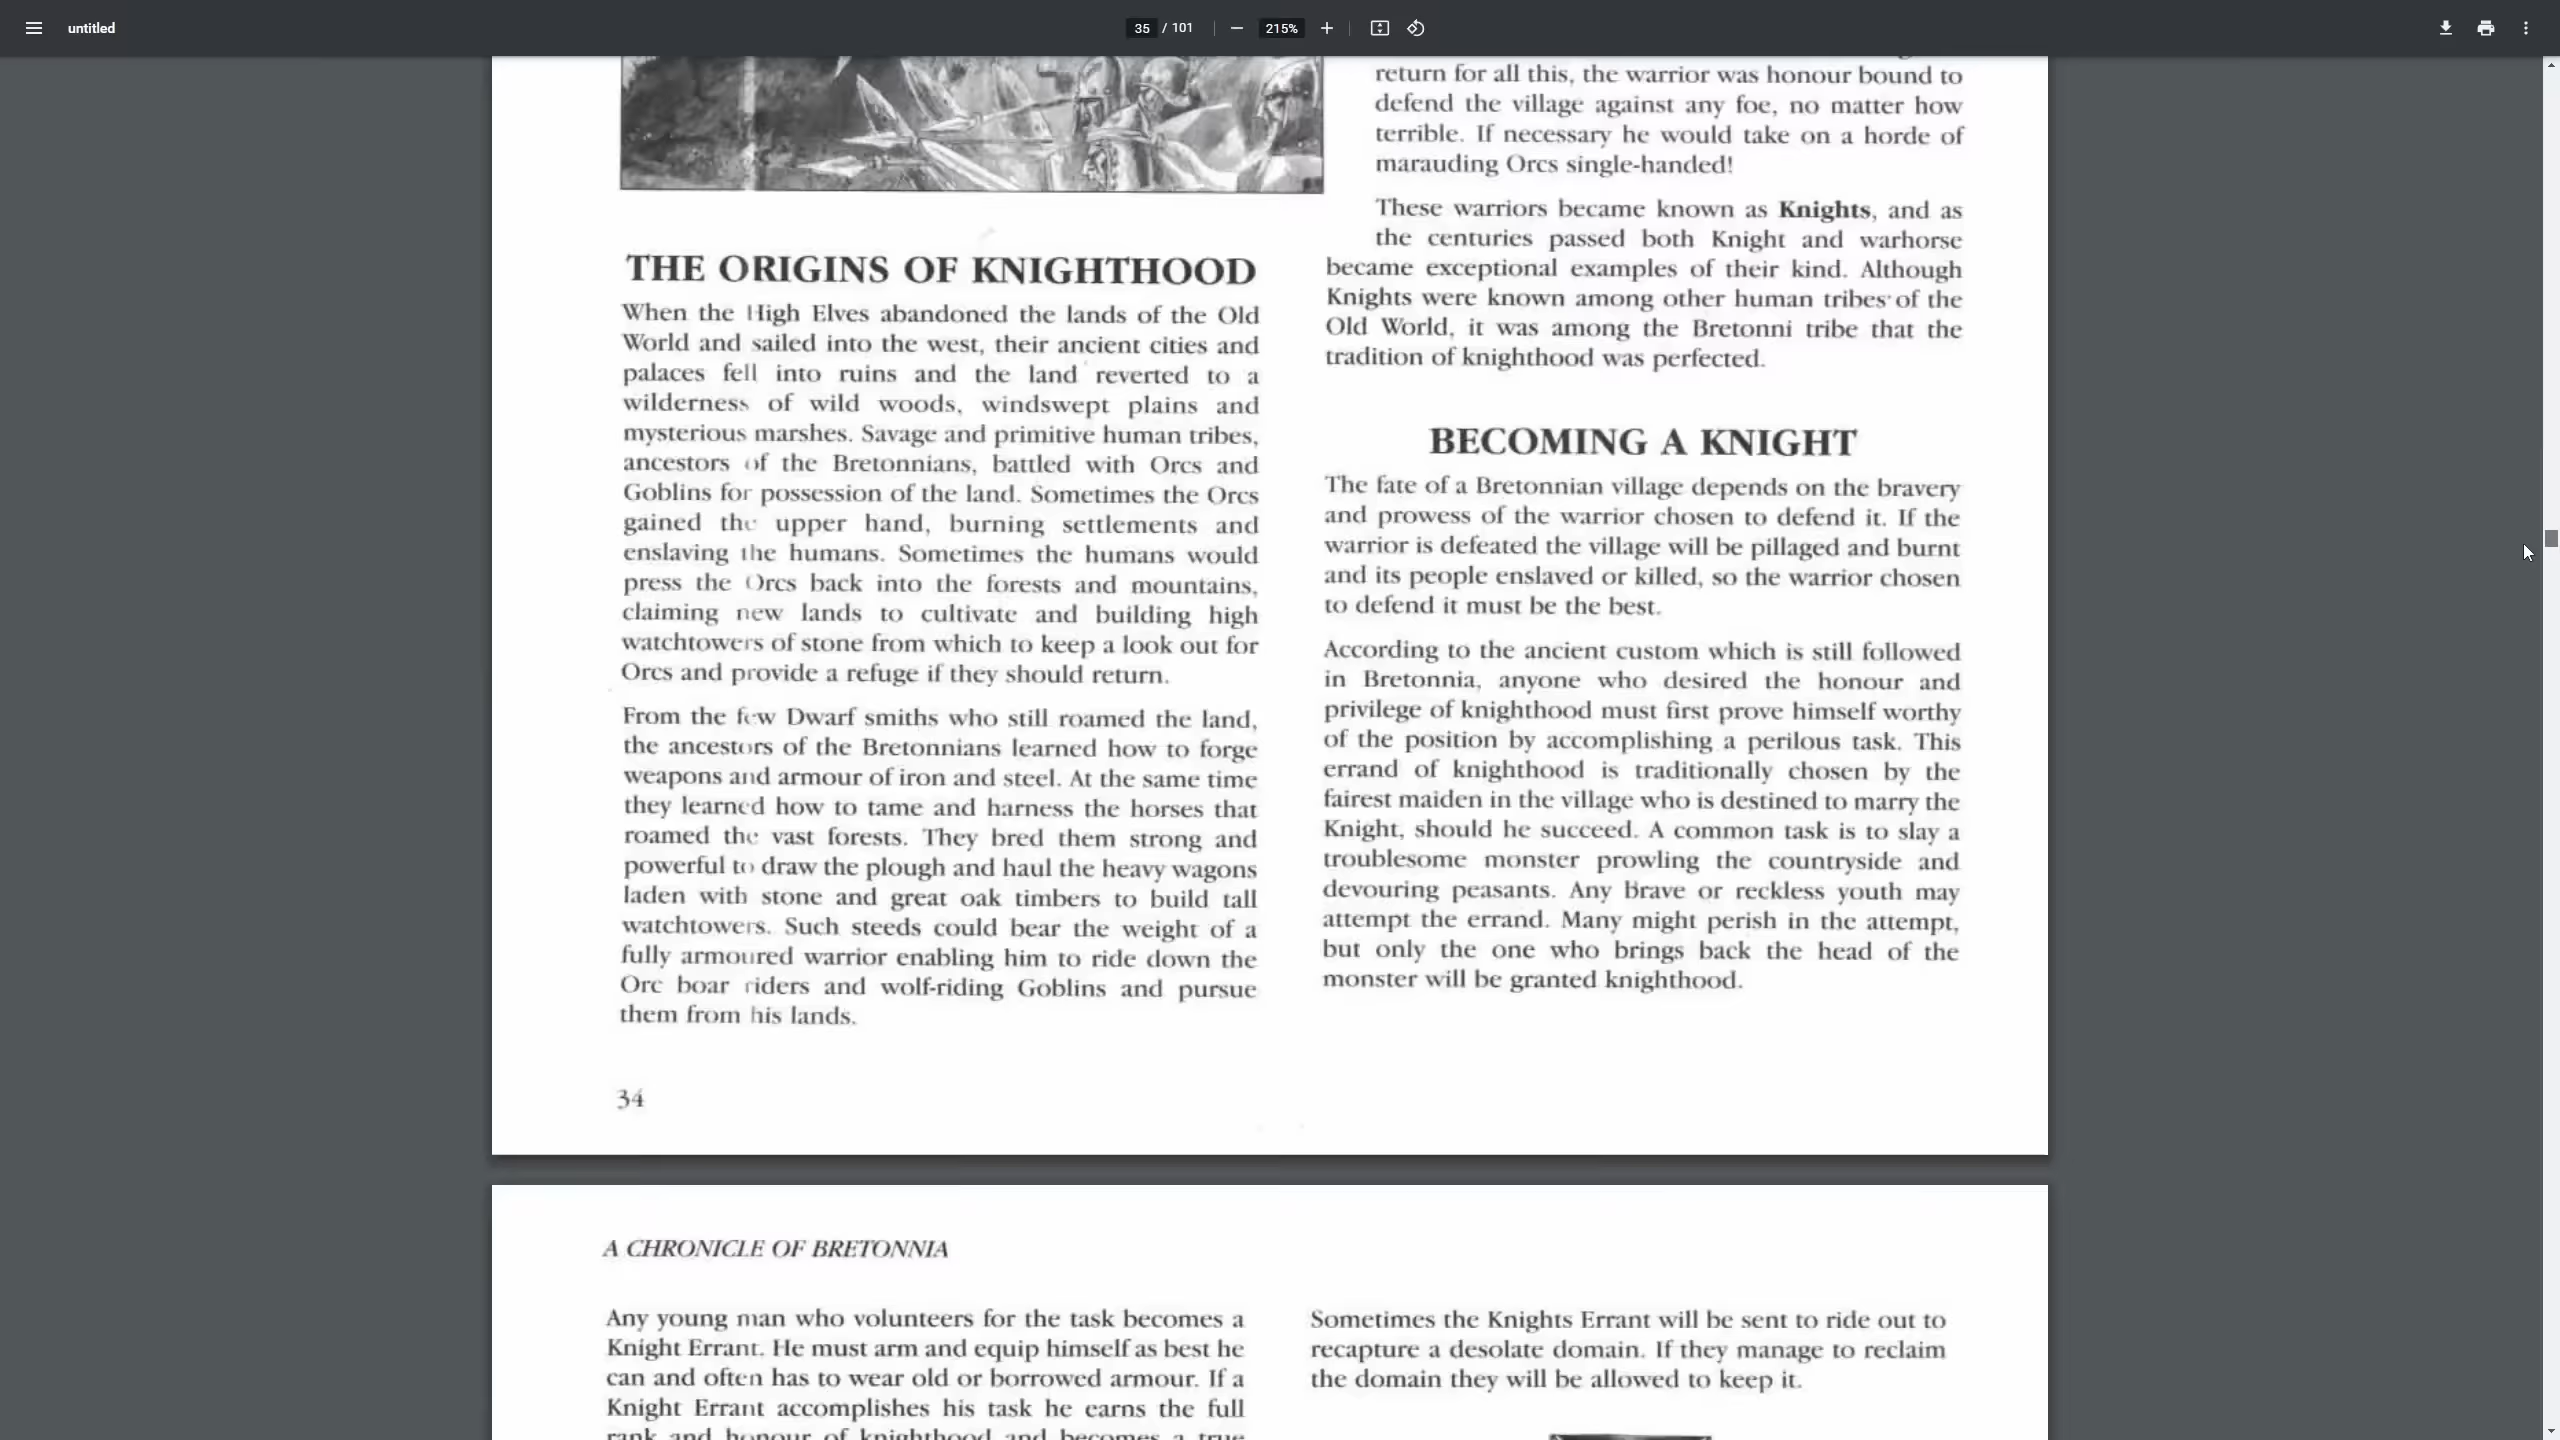 untitled
35 / 101
215%
THE ORIGINS OF KNIGHTHOOD
When the High Elves abandoned the lands of the Old
World and sailed into the west, their ancient cities and
palaces fell into ruins and the land reverted to a
wilderness of wild woods, windswept plains and
mysterious marshes. Savage and primitive human tribes,
ancestors of the Bretonnians, battled with Orcs and
Goblins for possession of the land. Sometimes the Orcs
gained the upper hand, burning settlements and
enslaving the humans. Sometimes the humans would
press the Orcs back into the forests and mountains,
claiming new lands to cultivate and building high
watchtowers of stone from which to keep a look out for
Orcs and provide a refuge if they should return.
From the few Dwarf smiths who still roamed the land,
the ancestors of the Bretonnians learned how to forge
weapons and armour of iron and steel. At the same time
they learned how to tame and harness the horses that
roamed the vast forests. They bred them strong and
powerful to draw the plough and haul the heavy wagons
laden with stone and great oak timbers to build tall
watchtowers. Such steeds could bear the weight of a
fully armoured warrior enabling him to ride down the
Orc boar riders and wolf-riding Goblins and pursue
them from his lands.
return for all this, the warrior was honour bound to
defend the village against any foe, no matter how
terrible. If necessary he would take on a horde of
marauding Orcs single-handed!
These warriors became known as Knights, and as
the centuries passed both Knight and warhorse
became exceptional examples of their kind. Although
Knights were known among other human tribes of the
Old World, it was among the Bretonni tribe that the
tradition of knighthood was perfected.
BECOMING A KNIGHT
The fate of a Bretonnian village depends on the bravery
and prowess of the warrior chosen to defend it. If the
warrior is defeated the village will be pillaged and burnt
and its people enslaved or killed, so the warrior chosen
to defend it must be the best.
According to the ancient custom which is still followed
in Bretonnia, anyone who desired the honour and
privilege of knighthood must first prove himself worthy
of the position by accomplishing a perilous task. This
errand of knighthood is traditionally chosen by the
fairest maiden in the village who is destined to marry the
Knight, should he succeed. A common task is to slay a
troublesome monster prowling the countryside and
devouring peasants. Any brave or reckless youth may
attempt the errand. Many might perish in the attempt,
but only the one who brings back the head of the
monster will be granted knighthood.
34
A CHRONICLE OF BRETONNIA
Any young man who volunteers for the task becomes a
Knight Errant. He must arm and equip himself as best he
can and often has to wear old or borrowed armour. If a
Knight Errant accomplishes his task he earns the full
rank and honour of knighthood and becomes a true
Sometimes the Knights Errant will be sent to ride out to
recapture a desolate domain. If they manage to reclaim
the domain they will be allowed to keep it.